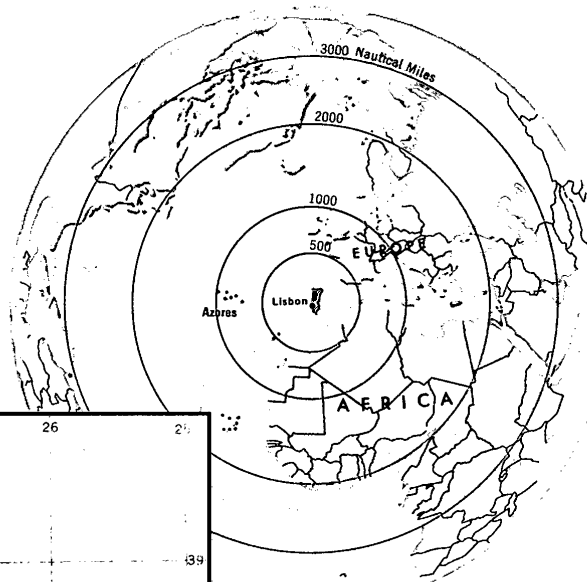 3000 Nautical Miles
2000
1000
500
EUROPE
Lisbon
Azores
AFRICA
26
39